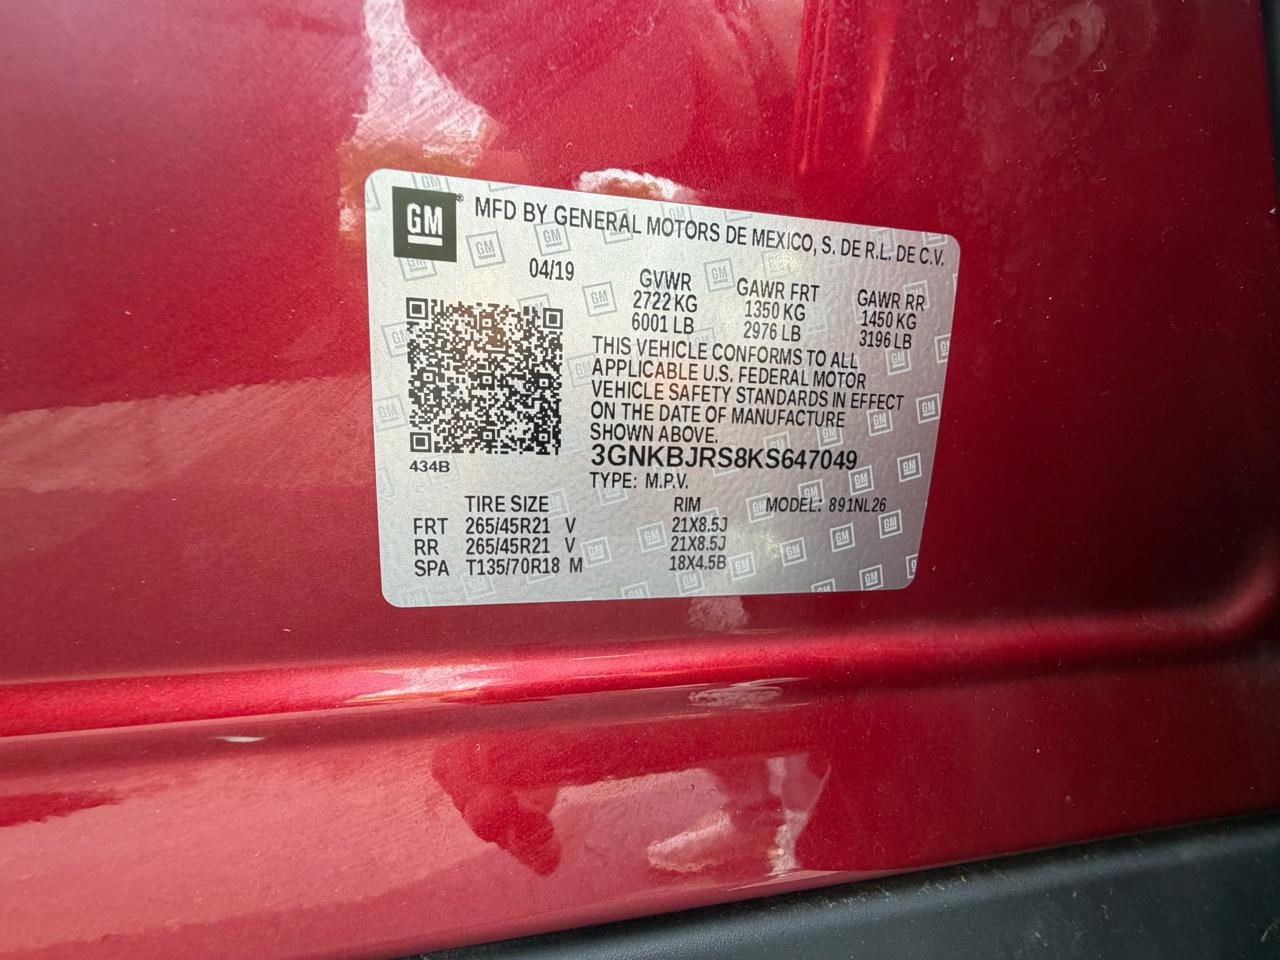 GM ® MFD BY GENERAL MOTORS DE MEXICO, S. DE R.L. DE C.V.
04/19 GVWR GAWR FRT GAWR RR
2722 KG 1350 KG 1450 KG
6001 LB 2976 LB 3196 LB
THIS VEHICLE CONFORMS TO ALL
APPLICABLE U.S. FEDERAL MOTOR
VEHICLE SAFETY STANDARDS IN EFFECT
ON THE DATE OF MANUFACTURE
SHOWN ABOVE.
434B 3GNKBJRS8KS647049
TYPE: M.P.V.
TIRE SIZE RIM MODEL: 891NL26
FRT 265/45R21 V 21X8.5J
RR 265/45R21 V 21X8.5J
SPA T135/70R18 M 18X4.5B